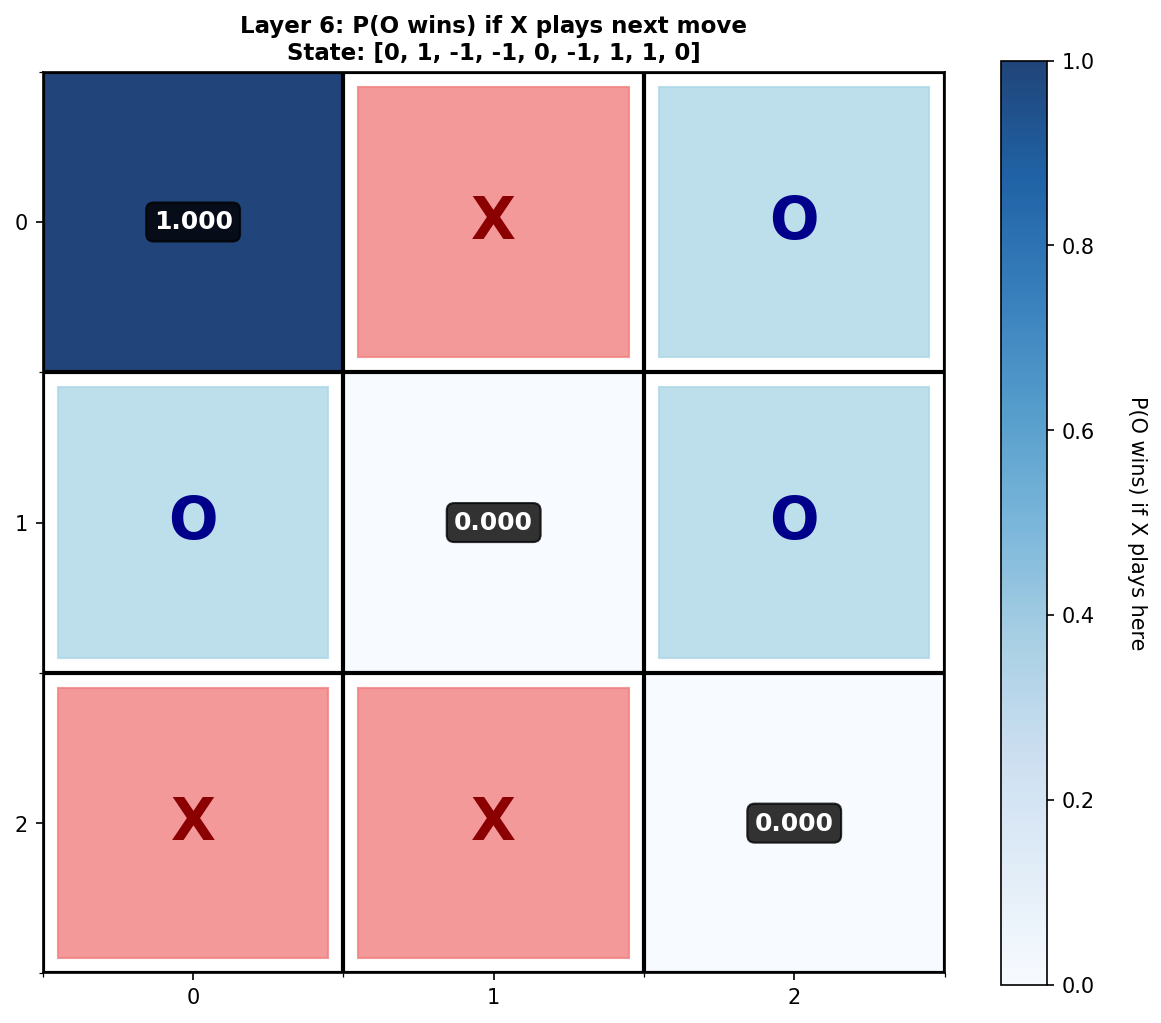 Layer 6: P(O wins) if X plays next move
State: [0, 1, -1, -1, 0, -1, 1, 1, 0]
0
1.000
X
O
1
O
0.000
O
2
X
X
0.000
0
1
2
1.0
0.8
0.6
0.4
0.2
0.0
P(O wins) if X plays here